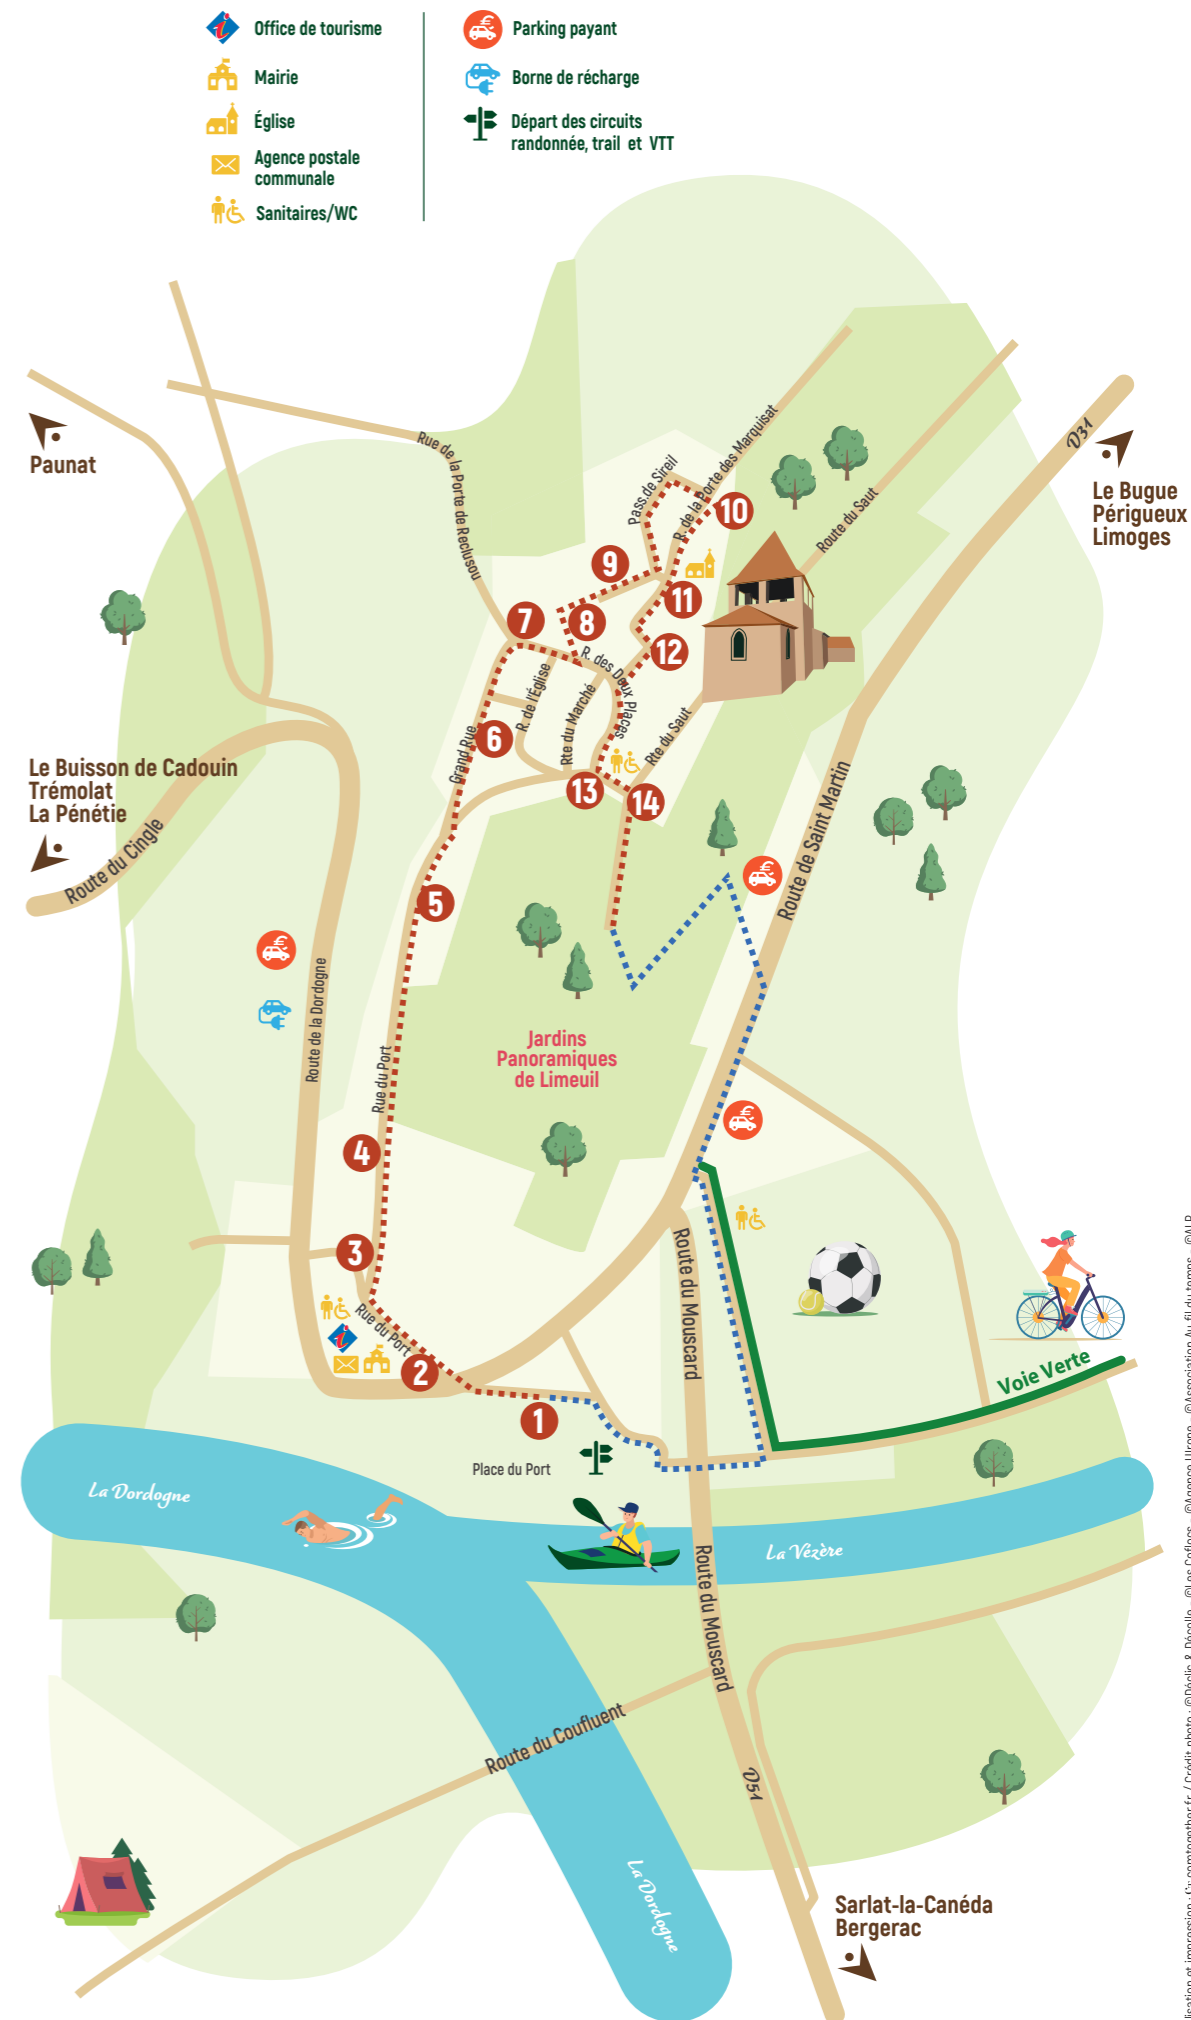 Office de tourisme
Mairie
Église
Agence postale
communale
Sanitaires/WC
Parking payant
Borne de récharge
Départ des circuits
randonnée, trail et VTT
Paunat
Rue de la Porte de Reclusou
Pass.de Sireil
R. de la Porte des Marquisat
Route du Saut
D31
Le Bugue
Périgueux
Limoges
10
9
11
8
7
12
R. des Deux Places
R. de l'Église
Rte du Marché
Rte du Saut
6
Grand Rue
13
14
Le Buisson de Cadouin
Trémolat
La Pénétie
Route du Cingle
Route de Saint Martin
5
Route de la Dordogne
Jardins
Panoramiques
de Limeuil
Rue du Port
4
3
Rue du Port
2
Route du Mouscard
Voie Verte
1
Place du Port
La Dordogne
La Vézère
Route du Mouscard
Route du Coufluent
D51
La Dordogne
Sarlat-la-Canéda
Bergerac